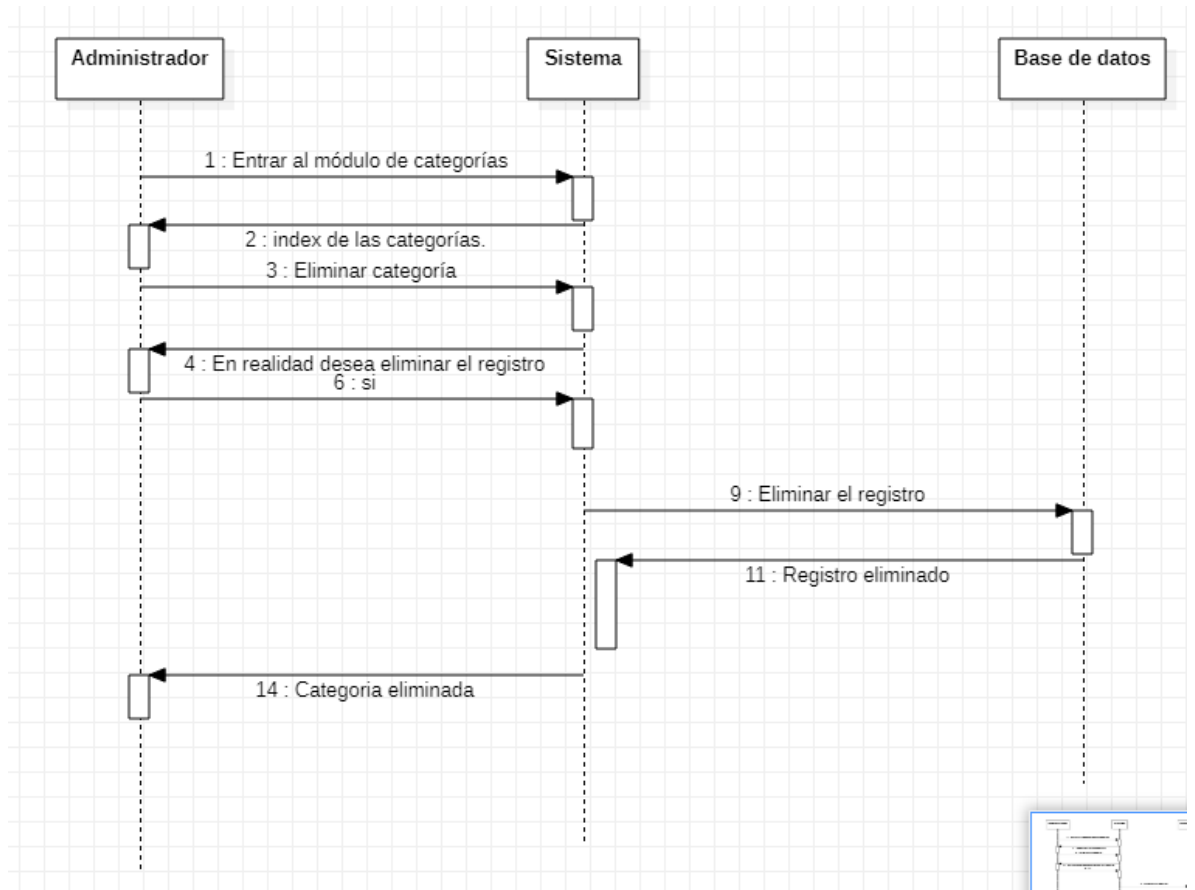 Administrador
Sistema
Base de datos
1 : Entrar al módulo de categorías
2 : index de las categorías.
3 : Eliminar categoría
4 : En realidad desea eliminar el registro
6 : si
9 : Eliminar el registro
11 : Registro eliminado
14 : Categoria eliminada